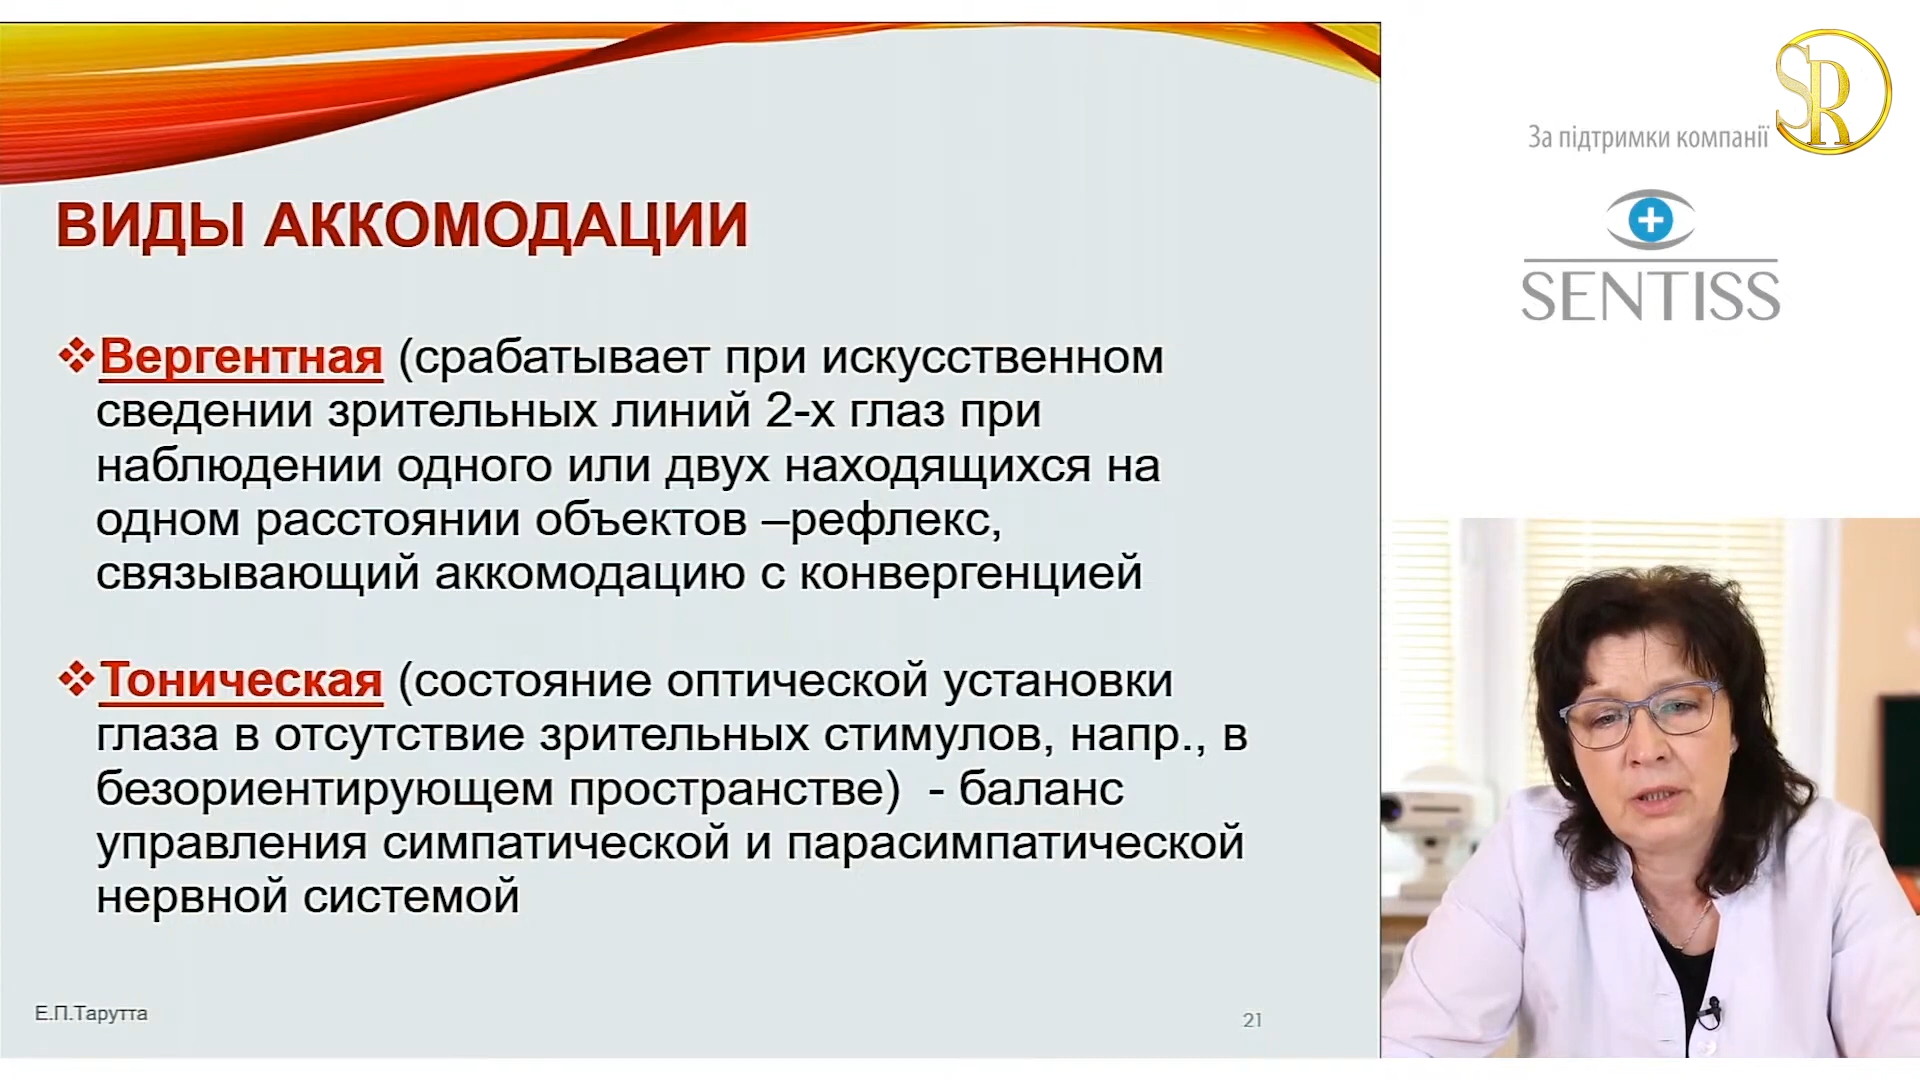 ВИДЫ АККОМОДАЦИИ
Вергентная (срабатывает при искусственном
сведении зрительных линий 2-х глаз при
наблюдении одного или двух находящихся на
одном расстоянии объектов –рефлекс,
связывающий аккомодацию с конвергенцией
Тоническая (состояние оптической установки
глаза в отсутствие зрительных стимулов, напр., в
безориентирующем пространстве) - баланс
управления симпатической и парасимпатической
нервной системой
Е.П.Тарутта
21
За підтримки компанії
SR
SENTISS